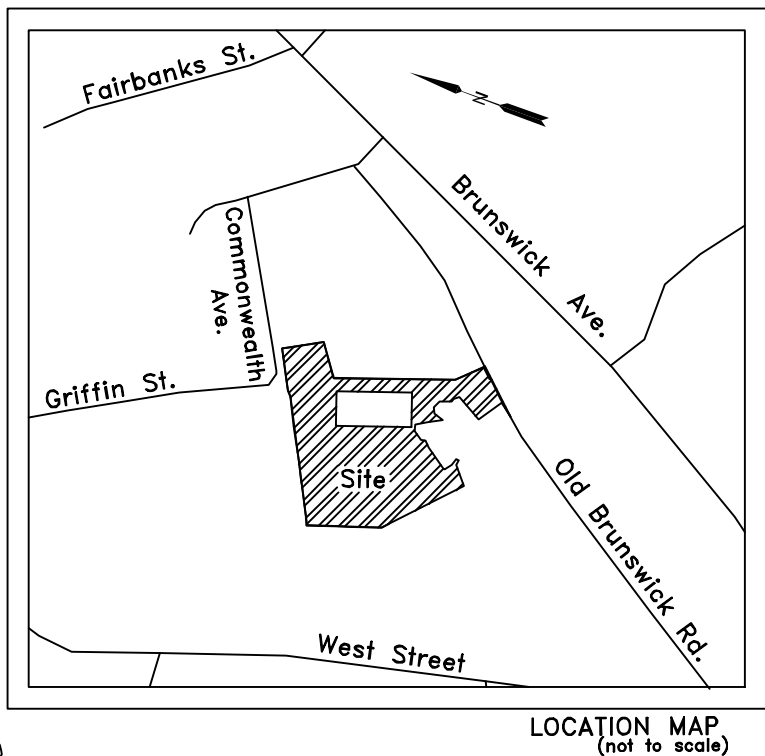 Fairbanks St.
N
Brunswick Ave.
Commonwealth
Ave.
Griffin St.
Site
Old Brunswick Rd.
West Street
LOCATION MAP
(not to scale)